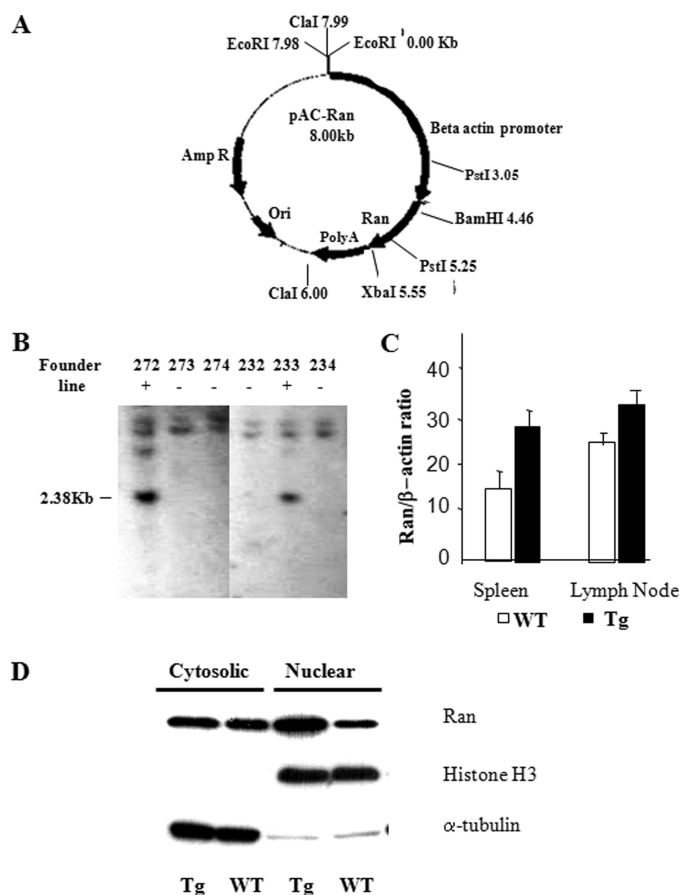 A
ClaI 7.99
EcoRI 7.98
EcoRI 0.00 Kb
pAC-Ran
8.00kb
Beta actin promoter
Amp R
PstI 3.05
BamHI 4.46
Ori
Ran
PolyA
PstI 5.25
ClaI 6.00
XbaI 5.55
B
Founder line
272 273 274 232 233 234
+ - - - + -
2.38Kb
C
Ran/β-actin ratio
40
30
20
10
0
Spleen
Lymph Node
WT
Tg
D
Cytosolic
Nuclear
Ran
Histone H3
α-tubulin
Tg WT Tg WT